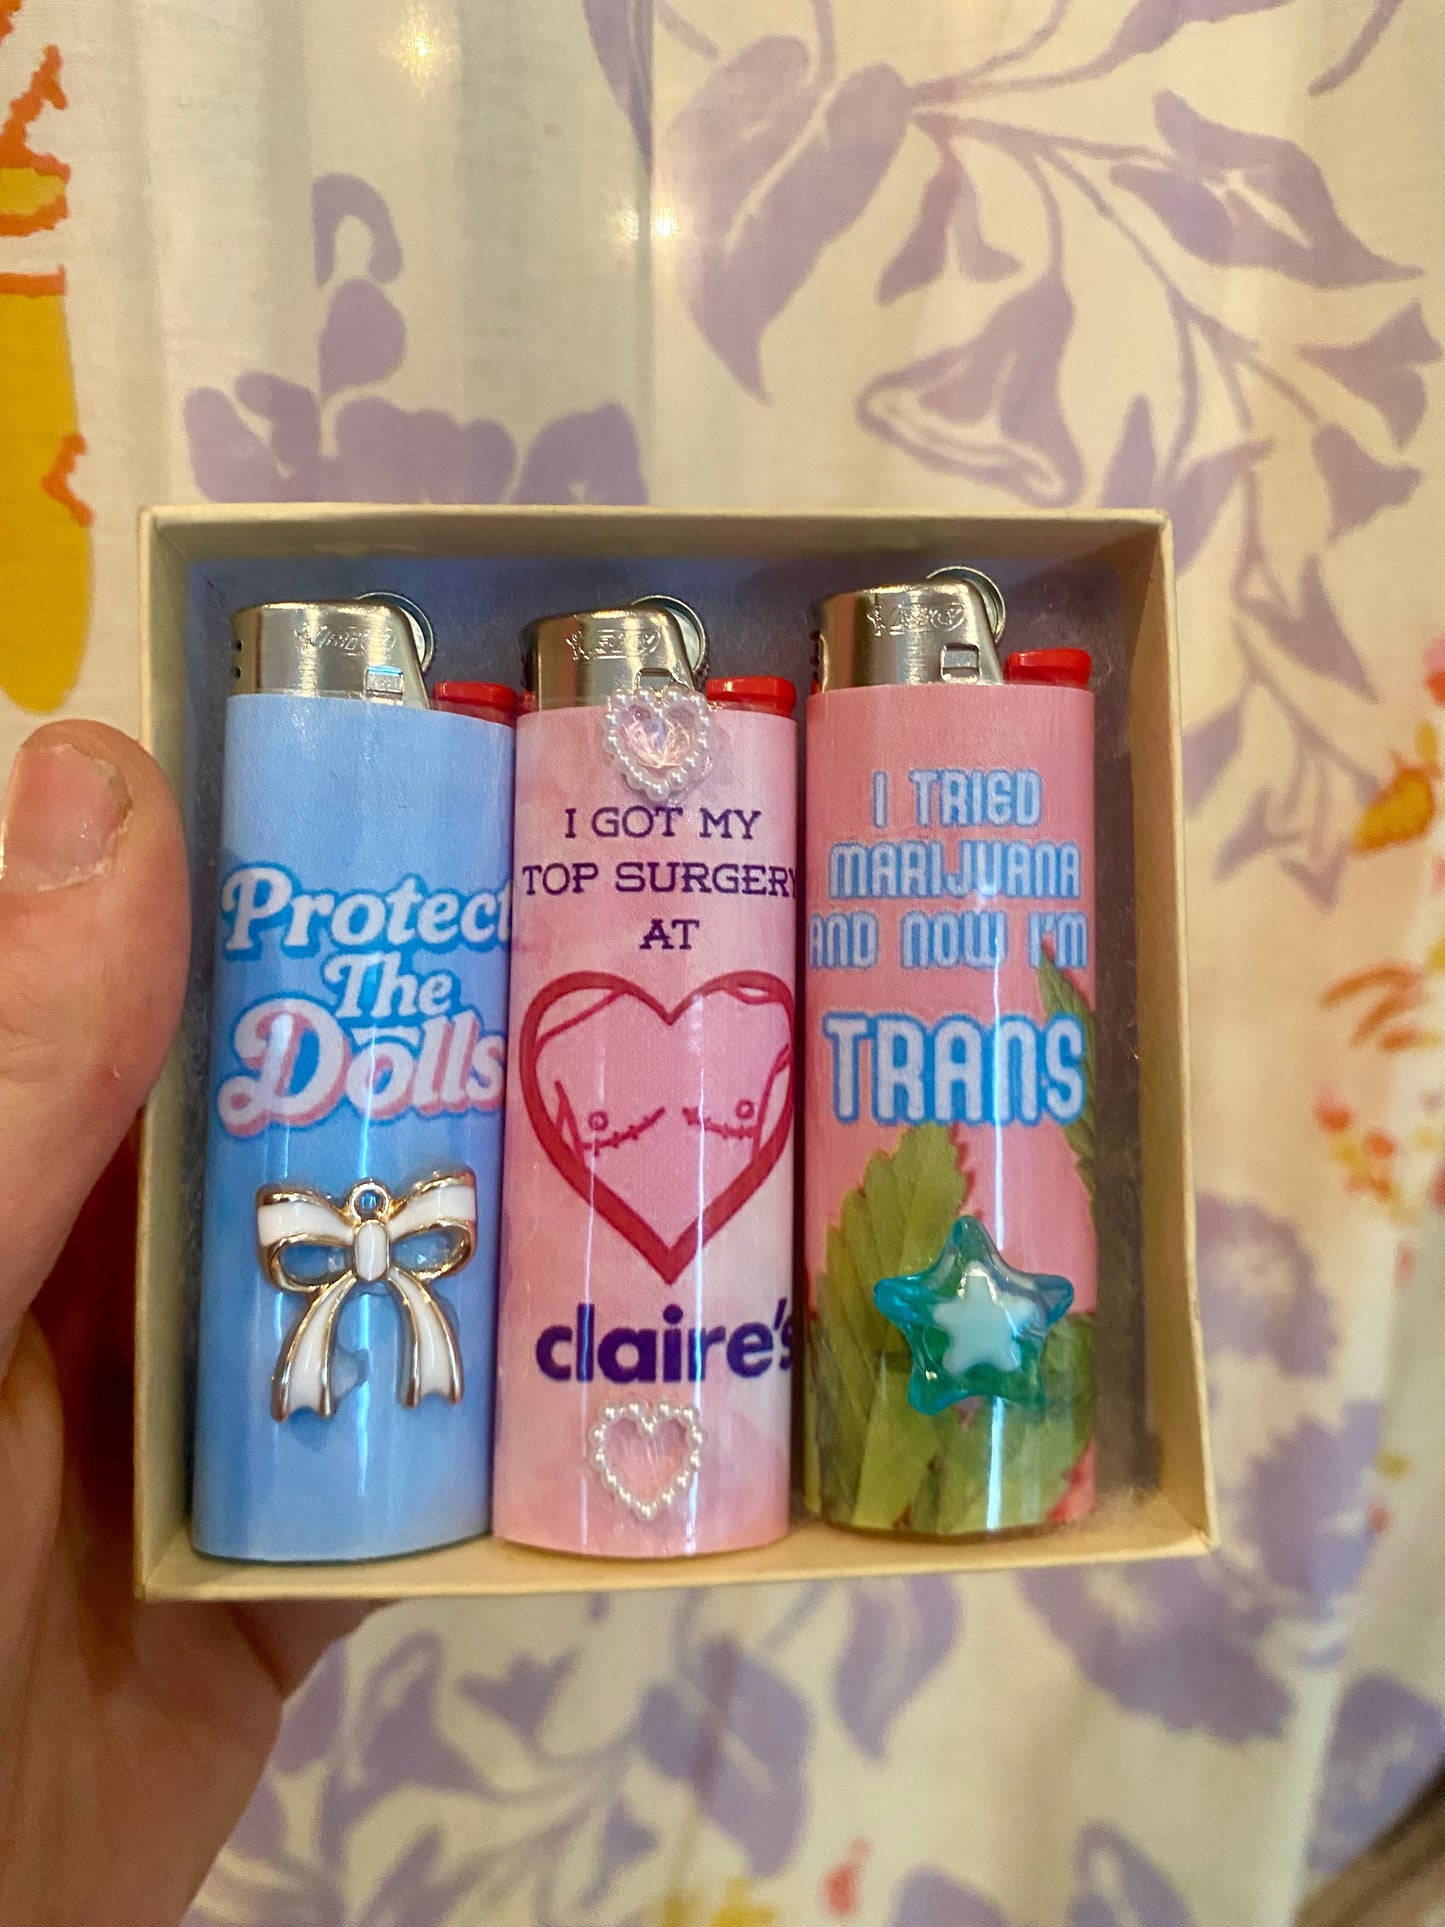 Protect
The
Dolls
I GOT MY
TOP SURGERY
AT
claire's
I TRIED
MARIJUANA
AND NOW I'M
TRANS